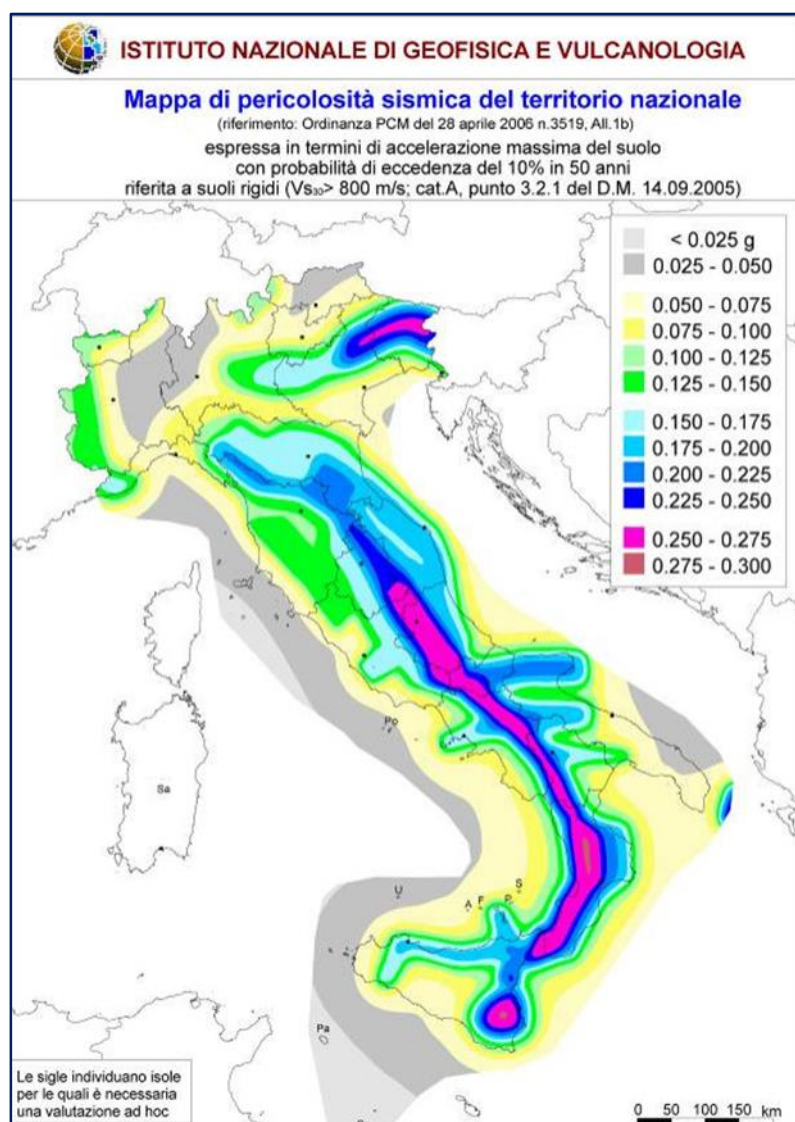 ISTITUTO NAZIONALE DI GEOFISICA E VULCANOLOGIA
Mappa di pericolosità sismica del territorio nazionale
(riferimento: Ordinanza PCM del 28 aprile 2006 n.3519, All.1b)
espressa in termini di accelerazione massima del suolo
con probabilità di eccedenza del 10% in 50 anni
riferita a suoli rigidi (Vs₃₀> 800 m/s; cat.A, punto 3.2.1 del D.M. 14.09.2005)
< 0.025 g
0.025 - 0.050
0.050 - 0.075
0.075 - 0.100
0.100 - 0.125
0.125 - 0.150
0.150 - 0.175
0.175 - 0.200
0.200 - 0.225
0.225 - 0.250
0.250 - 0.275
0.275 - 0.300
Po
Sa
U
A
F
P
S
Pa
Le sigle individuano isole
per le quali è necessaria
una valutazione ad hoc
0 50 100 150 km